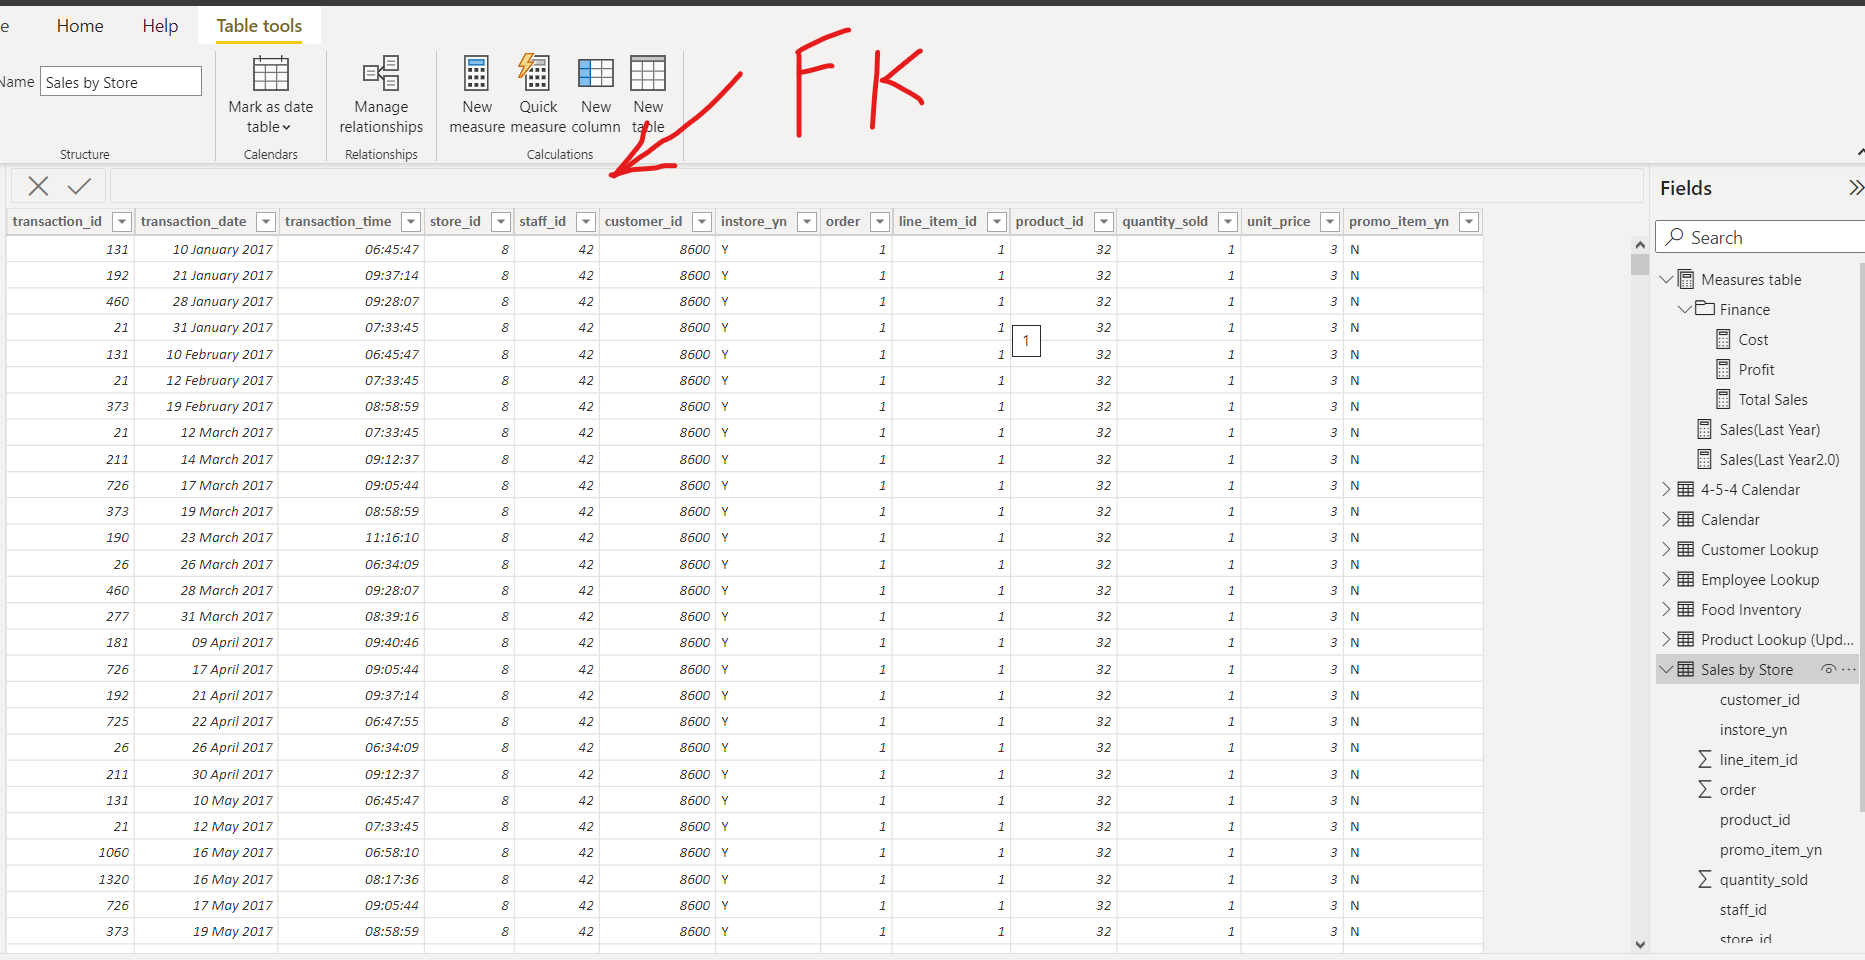 e Home Help Table tools
FK
Name Sales by Store
Mark as date table
Manage relationships
New measure
Quick measure
New column
New table
Structure Calendars Relationships Calculations
Fields
Search
transaction_id transaction_date transaction_time store_id staff_id customer_id instore_yn order line_item_id product_id quantity_sold unit_price promo_item_yn
131 10 January 2017 06:45:47 8 42 8600 Y 1 1 32 1 3 N
192 21 January 2017 09:37:14 8 42 8600 Y 1 1 32 1 3 N
460 28 January 2017 09:28:07 8 42 8600 Y 1 1 32 1 3 N
21 31 January 2017 07:33:45 8 42 8600 Y 1 1 32 1 3 N
1
131 10 February 2017 06:45:47 8 42 8600 Y 1 1 32 1 3 N
21 12 February 2017 07:33:45 8 42 8600 Y 1 1 32 1 3 N
373 19 February 2017 08:58:59 8 42 8600 Y 1 1 32 1 3 N
21 12 March 2017 07:33:45 8 42 8600 Y 1 1 32 1 3 N
211 14 March 2017 09:12:37 8 42 8600 Y 1 1 32 1 3 N
726 17 March 2017 09:05:44 8 42 8600 Y 1 1 32 1 3 N
373 19 March 2017 08:58:59 8 42 8600 Y 1 1 32 1 3 N
190 23 March 2017 11:16:10 8 42 8600 Y 1 1 32 1 3 N
26 26 March 2017 06:34:09 8 42 8600 Y 1 1 32 1 3 N
460 28 March 2017 09:28:07 8 42 8600 Y 1 1 32 1 3 N
277 31 March 2017 08:39:16 8 42 8600 Y 1 1 32 1 3 N
181 09 April 2017 09:40:46 8 42 8600 Y 1 1 32 1 3 N
726 17 April 2017 09:05:44 8 42 8600 Y 1 1 32 1 3 N
192 21 April 2017 09:37:14 8 42 8600 Y 1 1 32 1 3 N
725 22 April 2017 06:47:55 8 42 8600 Y 1 1 32 1 3 N
26 26 April 2017 06:34:09 8 42 8600 Y 1 1 32 1 3 N
211 30 April 2017 09:12:37 8 42 8600 Y 1 1 32 1 3 N
131 10 May 2017 06:45:47 8 42 8600 Y 1 1 32 1 3 N
21 12 May 2017 07:33:45 8 42 8600 Y 1 1 32 1 3 N
1060 16 May 2017 06:58:10 8 42 8600 Y 1 1 32 1 3 N
1320 16 May 2017 08:17:36 8 42 8600 Y 1 1 32 1 3 N
726 17 May 2017 09:05:44 8 42 8600 Y 1 1 32 1 3 N
373 19 May 2017 08:58:59 8 42 8600 Y 1 1 32 1 3 N
Measures table
Finance
Cost
Profit
Total Sales
Sales(Last Year)
Sales(Last Year2.0)
4-5-4 Calendar
Calendar
Customer Lookup
Employee Lookup
Food Inventory
Product Lookup (Upd...
Sales by Store
customer_id
instore_yn
line_item_id
order
product_id
promo_item_yn
quantity_sold
staff_id
store_id